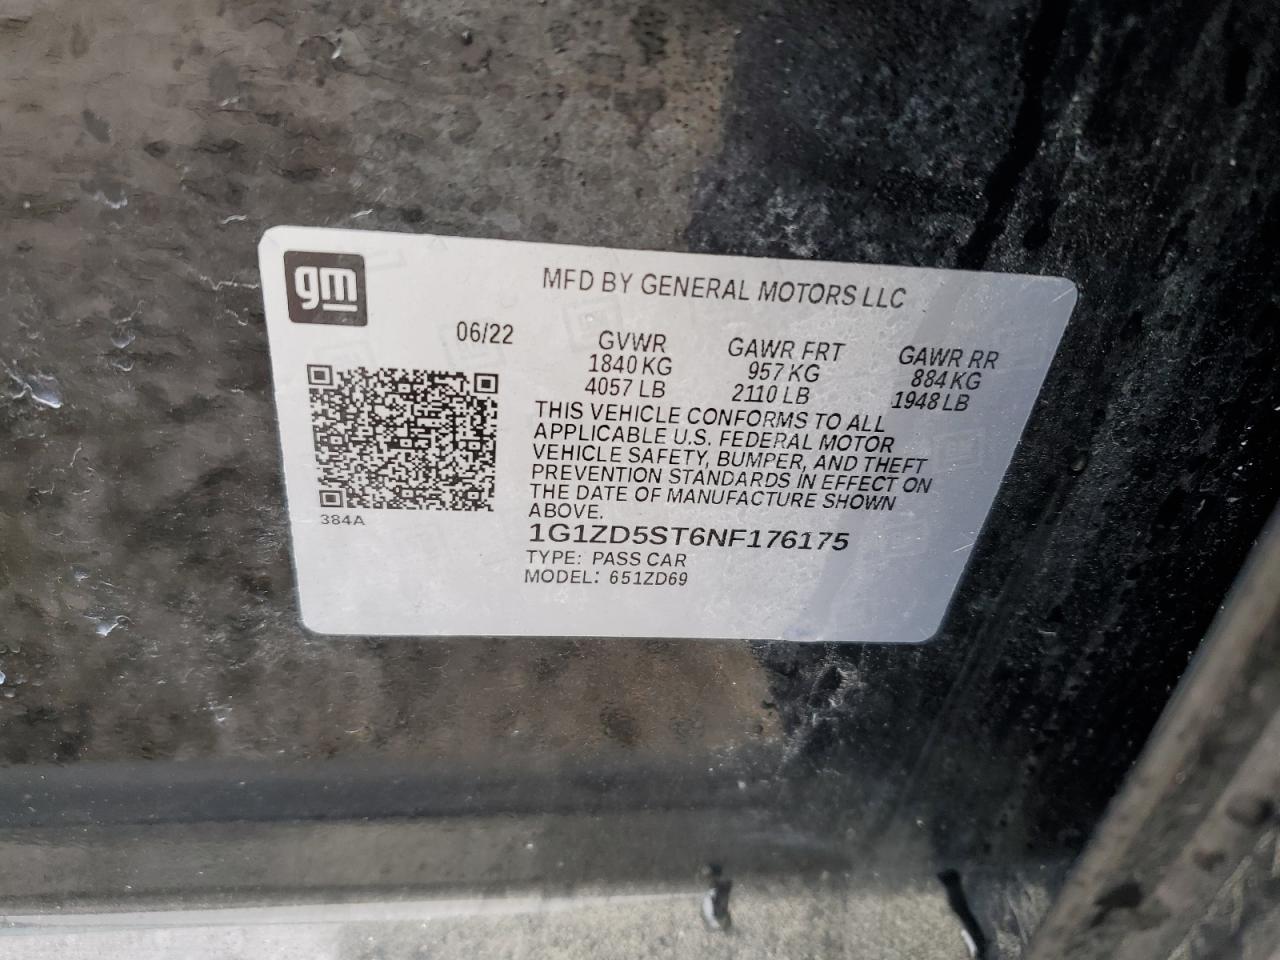 gm
MFD BY GENERAL MOTORS LLC
06/22
GVWR
1840 KG
4057 LB
GAWR FRT
957 KG
2110 LB
GAWR RR
884 KG
1948 LB
THIS VEHICLE CONFORMS TO ALL
APPLICABLE U.S. FEDERAL MOTOR
VEHICLE SAFETY, BUMPER, AND THEFT
PREVENTION STANDARDS IN EFFECT ON
THE DATE OF MANUFACTURE SHOWN
ABOVE.
384A
1G1ZD5ST6NF176175
TYPE: PASS CAR
MODEL: 651ZD69